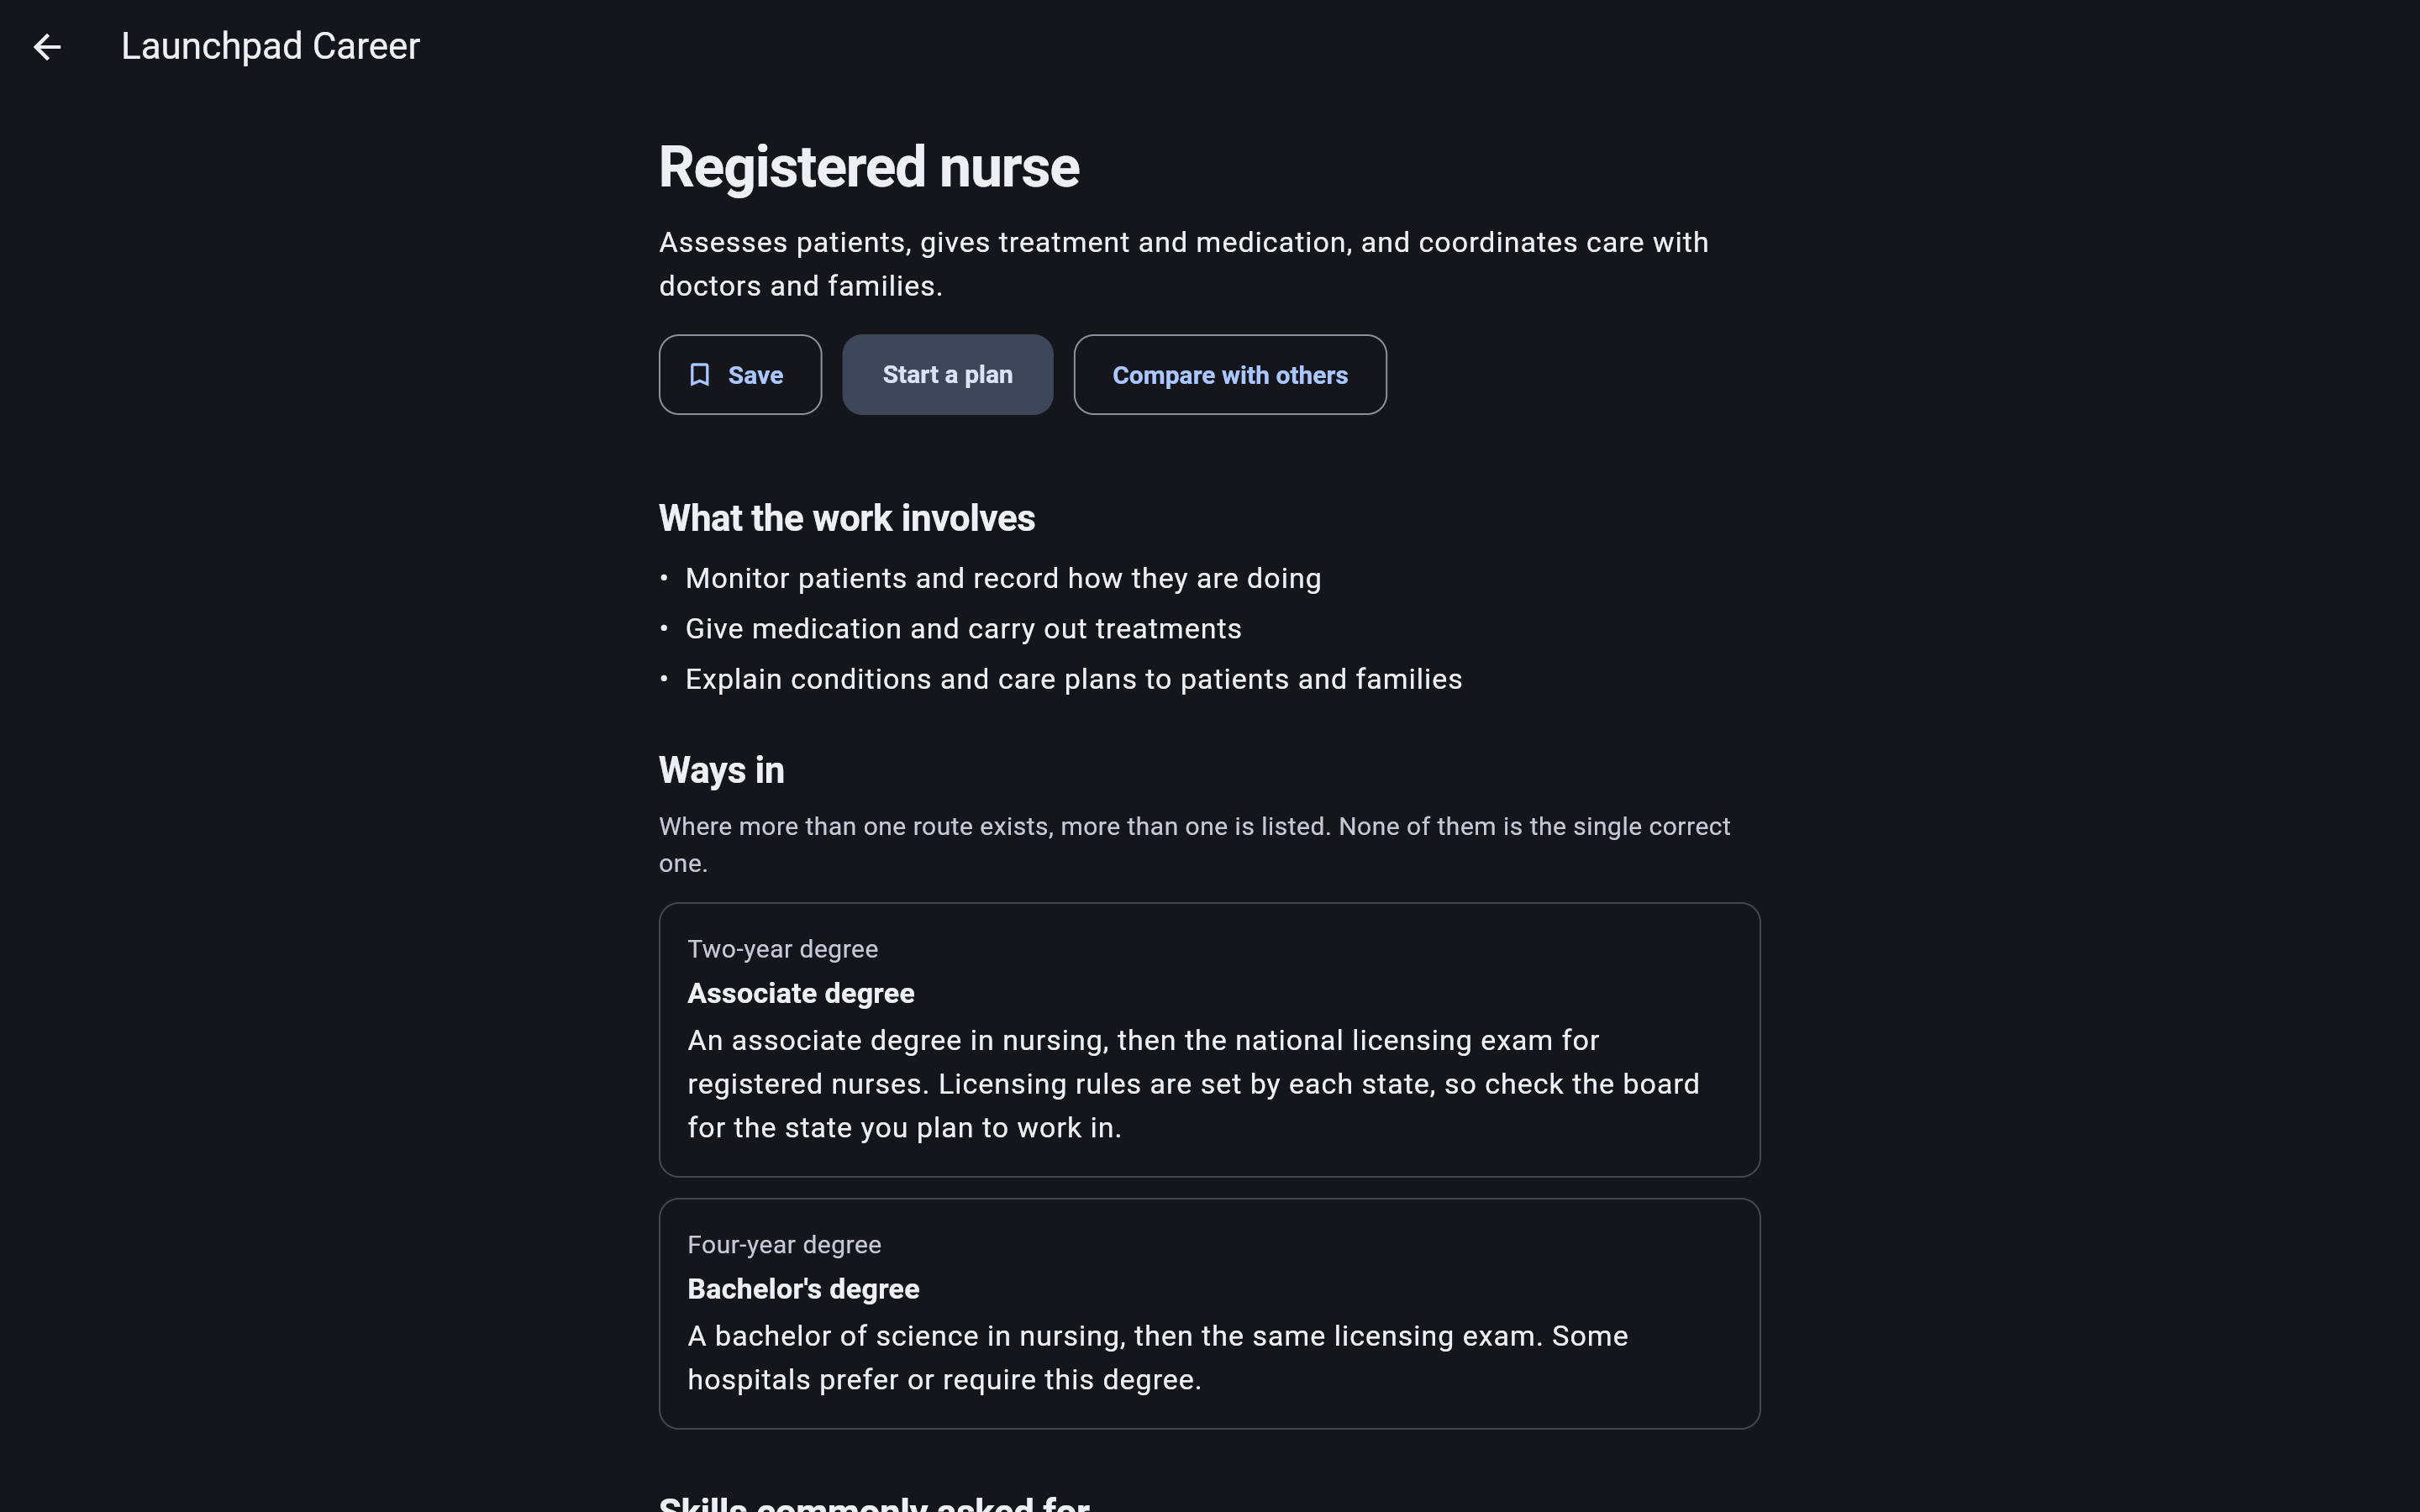 Launchpad Career
Registered nurse
Assesses patients, gives treatment and medication, and coordinates care with
doctors and families.
Save
Start a plan
Compare with others
What the work involves
• Monitor patients and record how they are doing
• Give medication and carry out treatments
• Explain conditions and care plans to patients and families
Ways in
Where more than one route exists, more than one is listed. None of them is the single correct
one.
Two-year degree
Associate degree
An associate degree in nursing, then the national licensing exam for
registered nurses. Licensing rules are set by each state, so check the board
for the state you plan to work in.
Four-year degree
Bachelor's degree
A bachelor of science in nursing, then the same licensing exam. Some
hospitals prefer or require this degree.
Skills commonly asked for